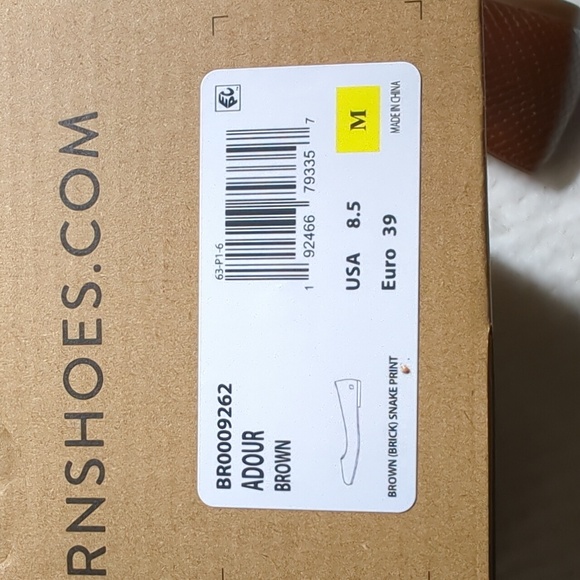 RNSHOES.COM
BR0009262
ADOUR
BROWN
63-P1-6
1 92466 79335 7
USA 8.5
Euro 39
M
BROWN (BRICK) SNAKE PRINT
MADE IN CHINA